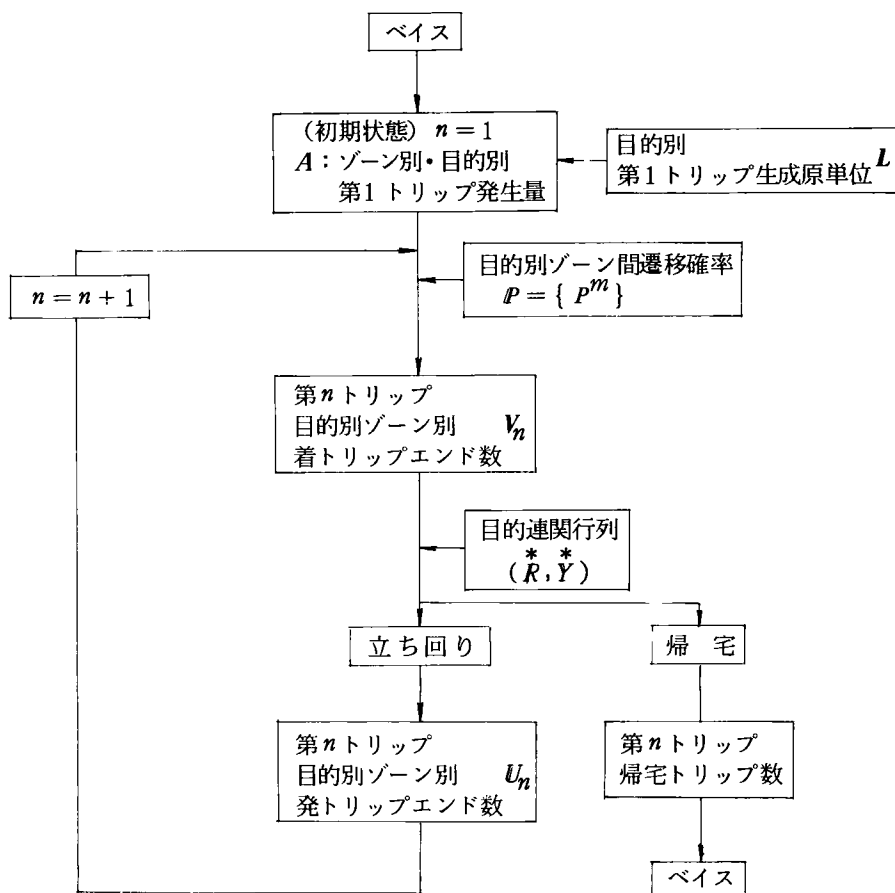 ベイス
(初期状態) n = 1
A : ゾーン別・目的別
第1トリップ発生量
目的別
第1トリップ生成原単位 L
目的別ゾーン間遷移確率
P = { P^m }
n = n + 1
第nトリップ
目的別ゾーン別 V_n
着トリップエンド数
目的連関行列
* *
( R , Y )
立ち回り
帰 宅
第nトリップ
目的別ゾーン別 U_n
発トリップエンド数
第nトリップ
帰宅トリップ数
ベイス